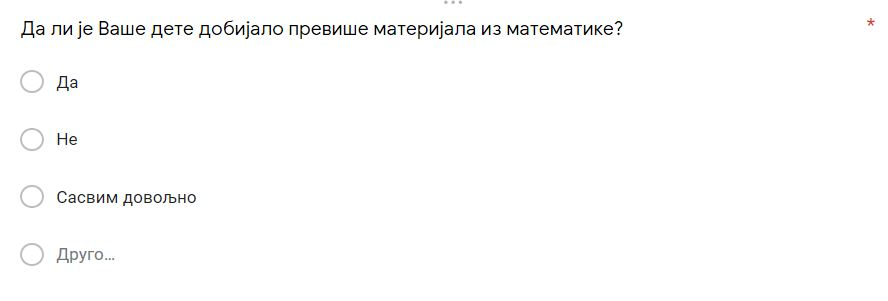 Да ли је Ваше дете добијало превише материјала из математике? *
Да
Не
Сасвим довољно
Друго...